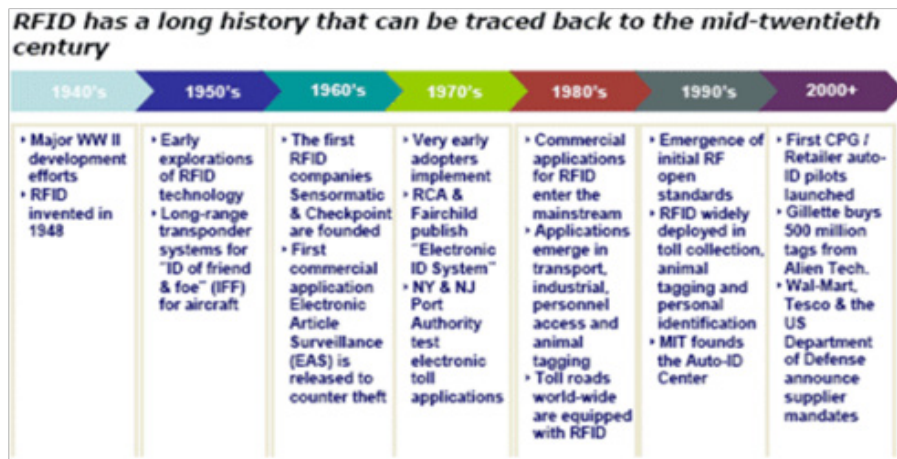 RFID has a long history that can be traced back to the mid-twentieth
century
1940's
1950's
1960's
1970's
1980's
1990's
2000+
• Major WW II
development
efforts
• RFID
invented in
1948
• Early
explorations
of RFID
technology
• Long-range
transponder
systems for
"ID of friend
& foe" (IFF)
for aircraft
• The first
RFID
companies
Sensormatic
& Checkpoint
are founded
• First
commercial
application
Electronic
Article
Surveillance
(EAS) is
released to
counter theft
• Very early
adopters
implement
• RCA &
Fairchild
publish
"Electronic
ID System"
• NY & NJ
Port
Authority
test
electronic
toll
applications
• Commercial
applications
for RFID
enter the
mainstream
• Applications
emerge in
transport,
industrial,
personnel
access and
animal
tagging
• Toll roads
world-wide
are equipped
with RFID
• Emergence of
initial RF
open
standards
• RFID widely
deployed in
toll collection,
animal
tagging and
personal
identification
• MIT founds
the Auto-ID
Center
• First CPG /
Retailer auto-
ID pilots
launched
• Gillette buys
500 million
tags from
Alien Tech.
• Wal-Mart,
Tesco & the
US
Department
of Defense
announce
supplier
mandates